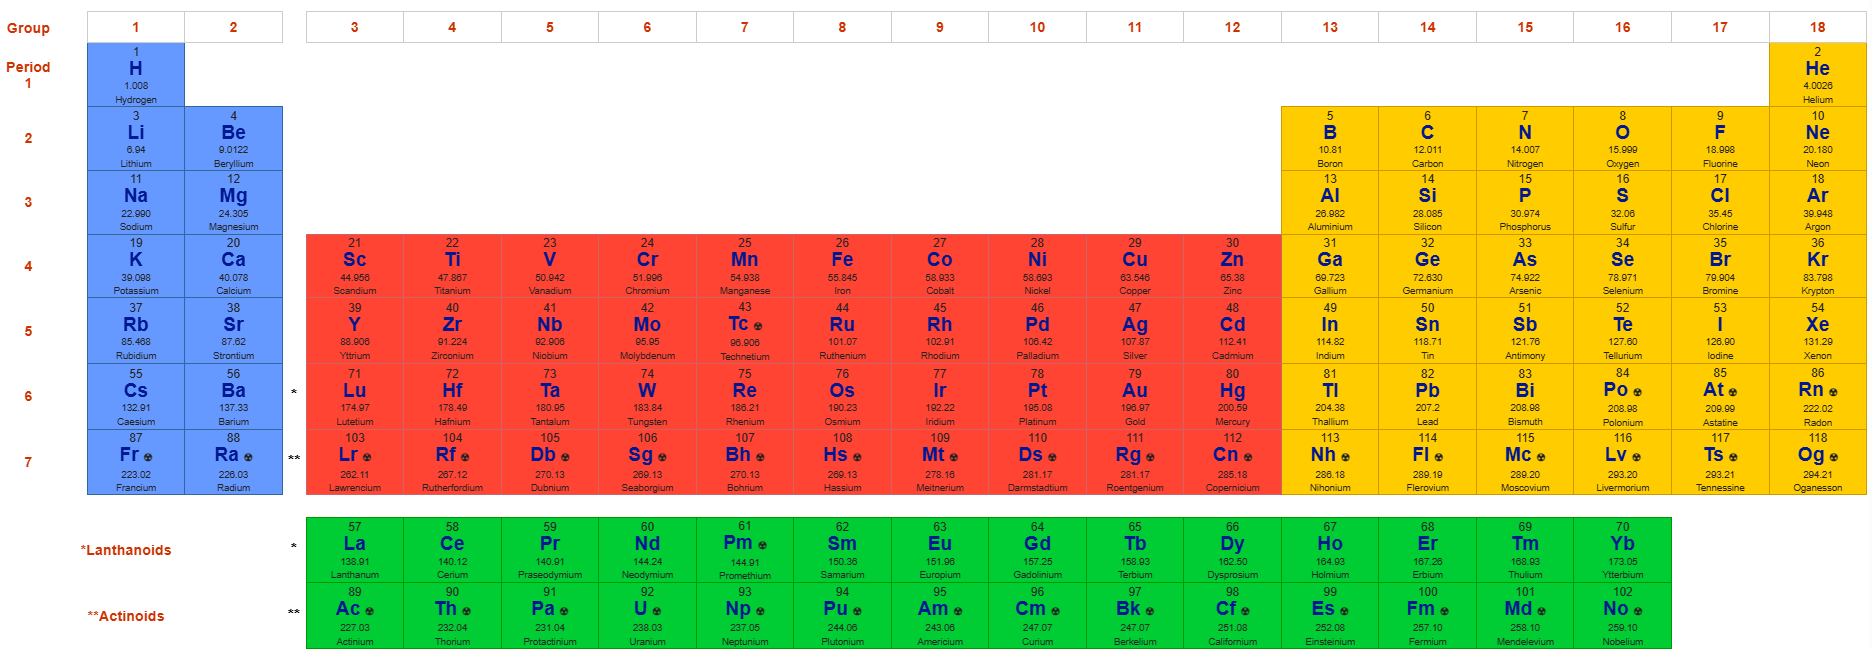 Group 1 2 3 4 5 6 7 8 9 10 11 12 13 14 15 16 17 18
Period
1
1 2
H He
1.008 4.0026
Hydrogen Helium
2
3 4 5 6 7 8 9 10
Li Be B C N O F Ne
6.94 9.0122 10.81 12.011 14.007 15.999 18.998 20.180
Lithium Beryllium Boron Carbon Nitrogen Oxygen Fluorine Neon
3
11 12 13 14 15 16 17 18
Na Mg Al Si P S Cl Ar
22.990 24.305 26.982 28.085 30.974 32.06 35.45 39.948
Sodium Magnesium Aluminium Silicon Phosphorus Sulfur Chlorine Argon
4
19 20 21 22 23 24 25 26 27 28 29 30 31 32 33 34 35 36
K Ca Sc Ti V Cr Mn Fe Co Ni Cu Zn Ga Ge As Se Br Kr
39.098 40.078 44.956 47.867 50.942 51.996 54.938 55.845 58.933 58.693 63.546 65.38 69.723 72.630 74.922 78.971 79.904 83.798
Potassium Calcium Scandium Titanium Vanadium Chromium Manganese Iron Cobalt Nickel Copper Zinc Gallium Germanium Arsenic Selenium Bromine Krypton
5
37 38 39 40 41 42 43 44 45 46 47 48 49 50 51 52 53 54
Rb Sr Y Zr Nb Mo Tc ☢ Ru Rh Pd Ag Cd In Sn Sb Te I Xe
85.468 87.62 88.906 91.224 92.906 95.95 96.906 101.07 102.91 106.42 107.87 112.41 114.82 118.71 121.76 127.60 126.90 131.29
Rubidium Strontium Yttrium Zirconium Niobium Molybdenum Technetium Ruthenium Rhodium Palladium Silver Cadmium Indium Tin Antimony Tellurium Iodine Xenon
6
55 56 71 72 73 74 75 76 77 78 79 80 81 82 83 84 85 86
Cs Ba * Lu Hf Ta W Re Os Ir Pt Au Hg Tl Pb Bi Po ☢ At ☢ Rn ☢
132.91 137.33 174.97 178.49 180.95 183.84 186.21 190.23 192.22 195.08 196.97 200.59 204.38 207.2 208.98 208.98 209.99 222.02
Caesium Barium Lutetium Hafnium Tantalum Tungsten Rhenium Osmium Iridium Platinum Gold Mercury Thallium Lead Bismuth Polonium Astatine Radon
7
87 88 103 104 105 106 107 108 109 110 111 112 113 114 115 116 117 118
Fr ☢ Ra ☢ ** Lr ☢ Rf ☢ Db ☢ Sg ☢ Bh ☢ Hs ☢ Mt ☢ Ds ☢ Rg ☢ Cn ☢ Nh ☢ Fl ☢ Mc ☢ Lv ☢ Ts ☢ Og ☢
223.02 226.03 262.11 267.12 270.13 269.13 270.13 269.13 278.16 281.17 281.17 285.18 286.18 289.19 289.20 293.20 293.21 294.21
Francium Radium Lawrencium Rutherfordium Dubnium Seaborgium Bohrium Hassium Meitnerium Darmstadtium Roentgenium Copernicium Nihonium Flerovium Moscovium Livermorium Tennessine Oganesson
*Lanthanoids *
57 58 59 60 61 62 63 64 65 66 67 68 69 70
La Ce Pr Nd Pm ☢ Sm Eu Gd Tb Dy Ho Er Tm Yb
138.91 140.12 140.91 144.24 144.91 150.36 151.96 157.25 158.93 162.50 164.93 167.26 168.93 173.05
Lanthanum Cerium Praseodymium Neodymium Promethium Samarium Europium Gadolinium Terbium Dysprosium Holmium Erbium Thulium Ytterbium
**Actinoids **
89 90 91 92 93 94 95 96 97 98 99 100 101 102
Ac ☢ Th ☢ Pa ☢ U ☢ Np ☢ Pu ☢ Am ☢ Cm ☢ Bk ☢ Cf ☢ Es ☢ Fm ☢ Md ☢ No ☢
227.03 232.04 231.04 238.03 237.05 244.06 243.06 247.07 247.07 251.08 252.08 257.10 258.10 259.10
Actinium Thorium Protactinium Uranium Neptunium Plutonium Americium Curium Berkelium Californium Einsteinium Fermium Mendelevium Nobelium